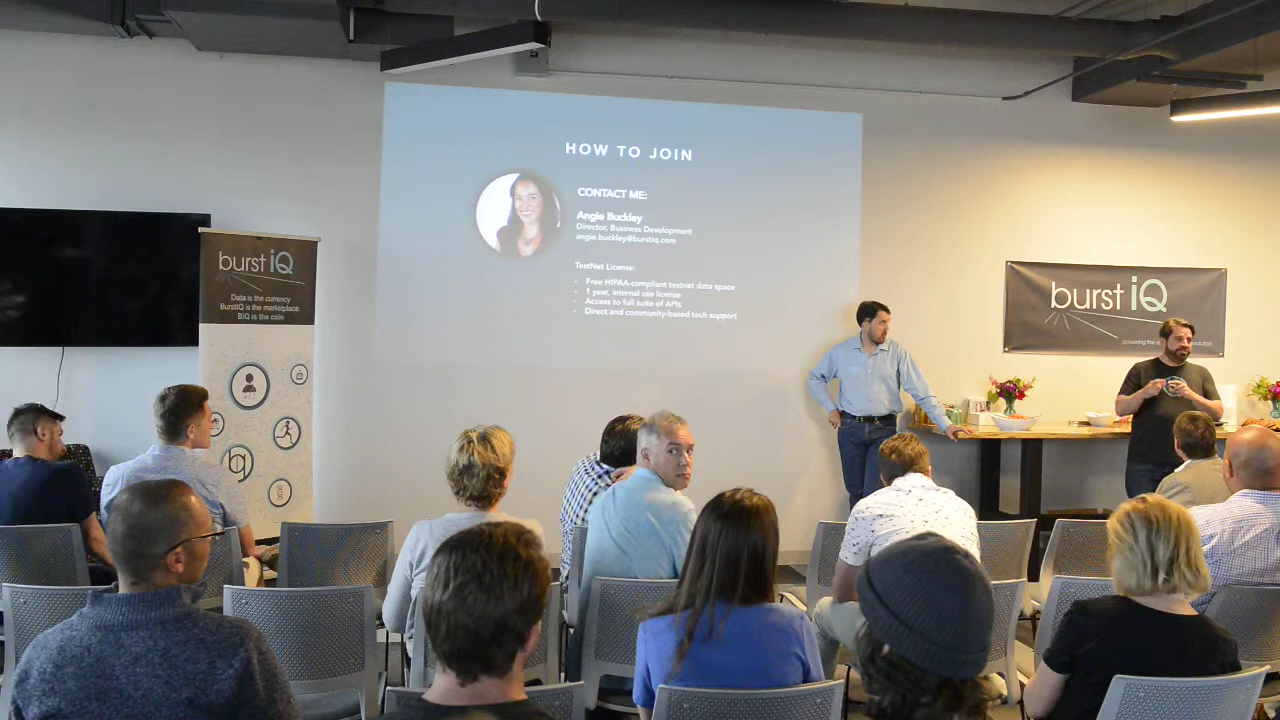 HOW TO JOIN
CONTACT ME:
Angie Buckley
Director, Business Development
angie.buckley@burstiq.com
TestNet License:
- Free HIPAA-compliant testnet data space
- 1 year, internal use license
- Access to full suite of APIs
- Direct and community-based tech support
burst iQ
Data is the currency
BurstIQ is the marketplace.
BiQ is the coin
burst iQ
powering the